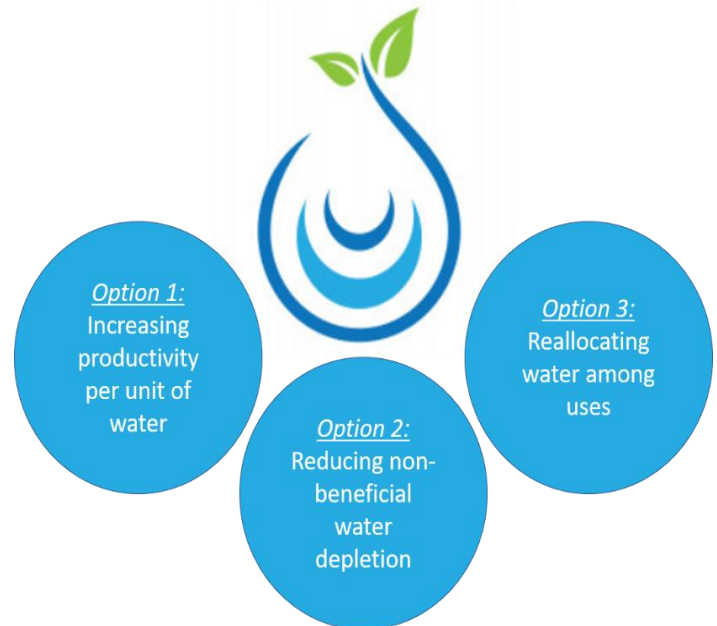 Option 1:
Increasing
productivity
per unit of
water
Option 2:
Reducing non-
beneficial
water
depletion
Option 3:
Reallocating
water among
uses